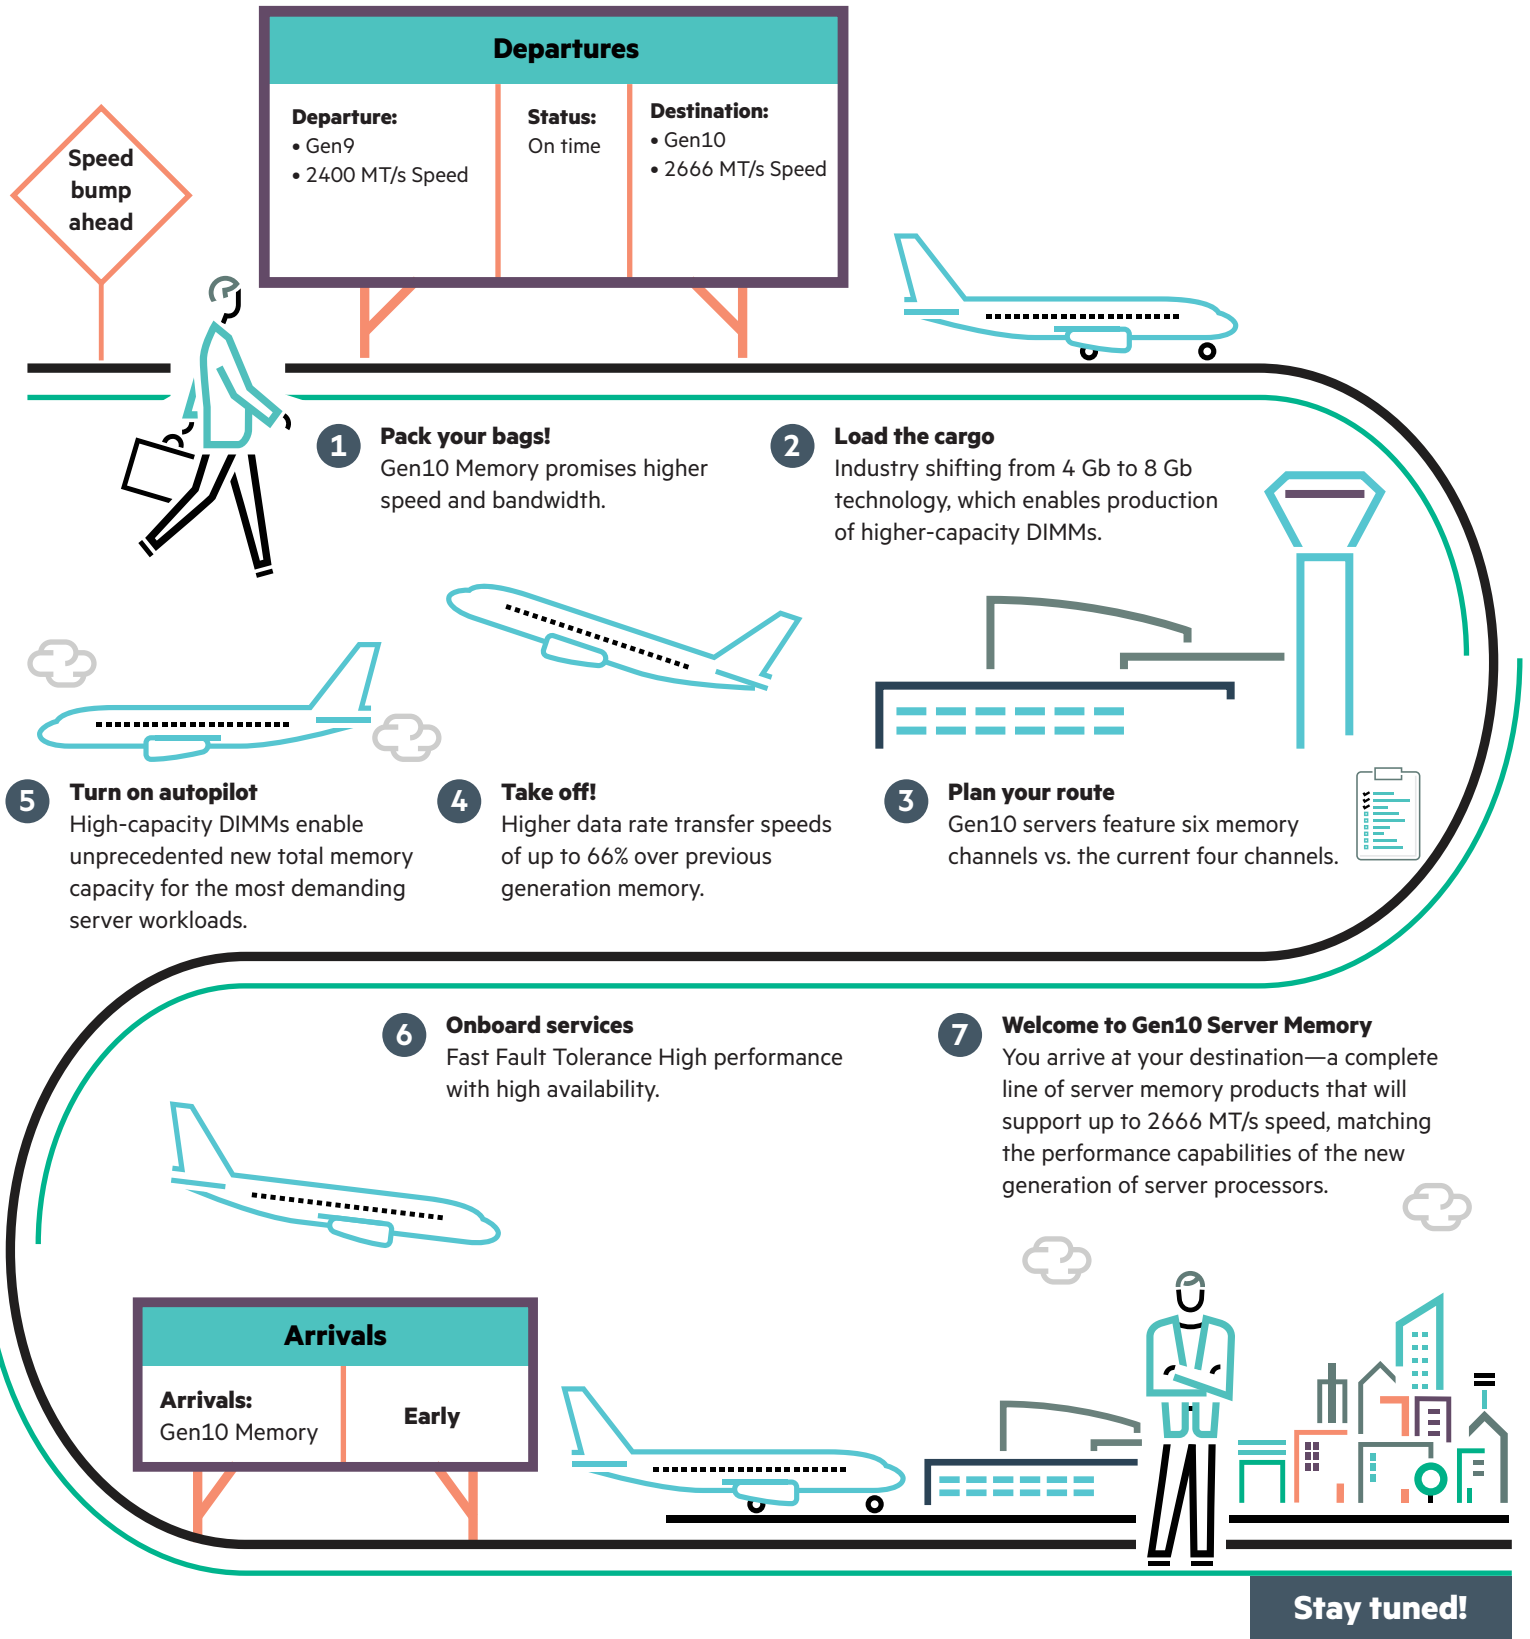 Departures
Speed
bump
ahead
Departure:
• Gen9
• 2400 MT/s Speed
Status:
On time
Destination:
• Gen10
• 2666 MT/s Speed
1
Pack your bags!
Gen10 Memory promises higher
speed and bandwidth.
2
Load the cargo
Industry shifting from 4 Gb to 8 Gb
technology, which enables production
of higher-capacity DIMMs.
3
Plan your route
Gen10 servers feature six memory
channels vs. the current four channels.
4
Take off!
Higher data rate transfer speeds
of up to 66% over previous
generation memory.
5
Turn on autopilot
High-capacity DIMMs enable
unprecedented new total memory
capacity for the most demanding
server workloads.
6
Onboard services
Fast Fault Tolerance High performance
with high availability.
7
Welcome to Gen10 Server Memory
You arrive at your destination—a complete
line of server memory products that will
support up to 2666 MT/s speed, matching
the performance capabilities of the new
generation of server processors.
Arrivals
Arrivals:
Gen10 Memory
Early
Stay tuned!